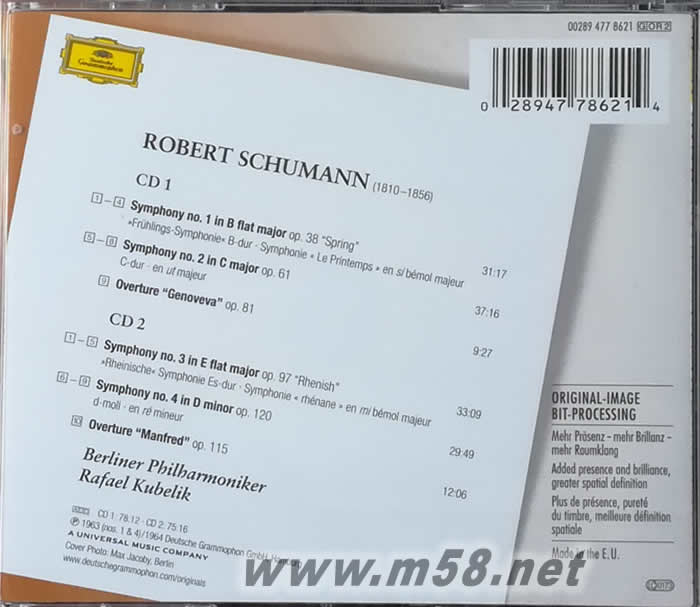 00289 477 8621 GOR 2
0 28947 78621 4
Deutsche
Grammophon
ROBERT SCHUMANN (1810–1856)
CD 1
1 – 4 Symphony no. 1 in B flat major op. 38 "Spring"
»Frühlings-Symphonie« B-dur · Symphonie « Le Printemps » en si bémol majeur 31:17
5 – 8 Symphony no. 2 in C major op. 61
C-dur · en ut majeur 37:16
9 Overture "Genoveva" op. 81 9:27
CD 2
1 – 5 Symphony no. 3 in E flat major op. 97 "Rhenish"
»Rheinische« Symphonie Es-dur · Symphonie « rhénane » en mi bémol majeur 33:09
6 – 9 Symphony no. 4 in D minor op. 120
d-moll · en ré mineur 29:49
10 Overture "Manfred" op. 115 12:06
Berliner Philharmoniker
Rafael Kubelik
CD 1: 78:12 · CD 2: 75:16
℗ 1963 (nos. 1 & 4) / 1964 Deutsche Grammophon GmbH, Hamburg
A UNIVERSAL MUSIC COMPANY
Cover Photo: Max Jacoby, Berlin
www.deutschegrammophon.com/originals
ORIGINAL-IMAGE
BIT-PROCESSING
Mehr Präsenz – mehr Brillanz –
mehr Raumklang
Added presence and brilliance,
greater spatial definition
Plus de présence, pureté
du timbre, meilleure définition
spatiale
Made in the E.U.
www.m58.net